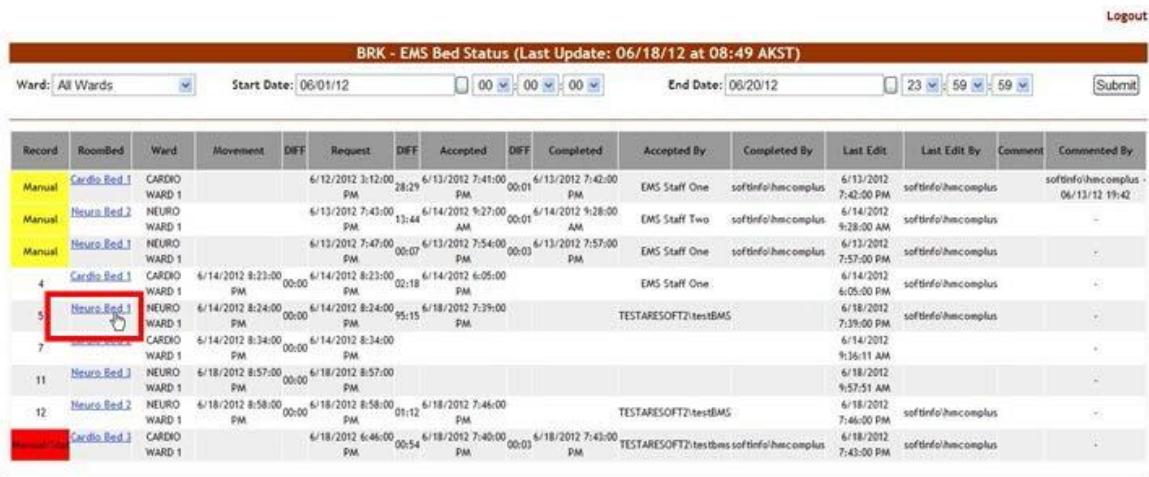 Logout
BRK - EMS Bed Status (Last Update: 06/18/12 at 08:49 AKST)
Ward: All Wards Start Date: 06/01/12 00 : 00 : 00 End Date: 06/20/12 23 : 59 : 59 Submit
Record RoomBed Ward Movement DIFF Request DIFF Accepted DIFF Completed Accepted By Completed By Last Edit Last Edit By Comment Commented By
Manual Cardio Bed 1 CARDIO WARD 1 6/12/2012 3:12:00 PM 28:29 6/13/2012 7:41:00 PM 00:01 6/13/2012 7:42:00 PM EMS Staff One softinfo\hmcomplus 6/13/2012 7:42:00 PM softinfo\hmcomplus softinfo\hmcomplus - 06/13/12 19:42
Manual Neuro Bed 2 NEURO WARD 1 6/13/2012 7:43:00 PM 13:44 6/14/2012 9:27:00 AM 00:01 6/14/2012 9:28:00 AM EMS Staff Two softinfo\hmcomplus 6/14/2012 9:28:00 AM softinfo\hmcomplus -
Manual Neuro Bed 1 NEURO WARD 1 6/13/2012 7:47:00 PM 00:07 6/13/2012 7:54:00 PM 00:03 6/13/2012 7:57:00 PM EMS Staff One softinfo\hmcomplus 6/13/2012 7:57:00 PM softinfo\hmcomplus -
4 Cardio Bed 1 CARDIO WARD 1 6/14/2012 8:23:00 PM 00:00 6/14/2012 8:23:00 PM 02:18 6/14/2012 6:05:00 PM EMS Staff One 6/14/2012 6:05:00 PM softinfo\hmcomplus -
5 Neuro Bed 1 NEURO WARD 1 6/14/2012 8:24:00 PM 00:00 6/14/2012 8:24:00 PM 95:15 6/18/2012 7:39:00 PM TESTARESOFT2\testBMS 6/18/2012 7:39:00 PM softinfo\hmcomplus -
7 CARDIO WARD 1 6/14/2012 8:34:00 PM 00:00 6/14/2012 8:34:00 PM 6/14/2012 9:36:11 AM -
11 Neuro Bed 3 NEURO WARD 1 6/18/2012 8:57:00 PM 00:00 6/18/2012 8:57:00 PM 6/18/2012 9:57:51 AM -
12 Neuro Bed 2 NEURO WARD 1 6/18/2012 8:58:00 PM 00:00 6/18/2012 8:58:00 PM 01:12 6/18/2012 7:46:00 PM TESTARESOFT2\testBMS 6/18/2012 7:46:00 PM softinfo\hmcomplus -
Cardio Bed 3 CARDIO WARD 1 6/18/2012 6:46:00 PM 00:54 6/18/2012 7:40:00 PM 00:03 6/18/2012 7:43:00 PM TESTARESOFT2\testbms softinfo\hmcomplus 6/18/2012 7:43:00 PM softinfo\hmcomplus -